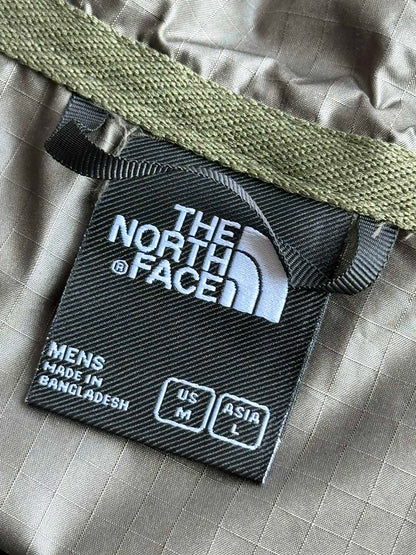 THE
NORTH
® FACE
MENS
MADE IN
BANGLADESH
US
M
ASIA
L